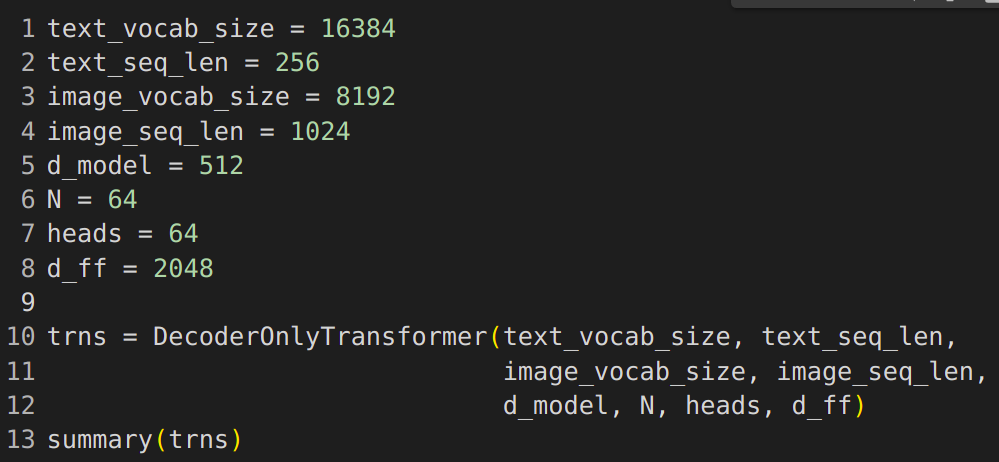 1 text_vocab_size = 16384
2 text_seq_len = 256
3 image_vocab_size = 8192
4 image_seq_len = 1024
5 d_model = 512
6 N = 64
7 heads = 64
8 d_ff = 2048
9
10 trns = DecoderOnlyTransformer(text_vocab_size, text_seq_len,
11                               image_vocab_size, image_seq_len,
12                               d_model, N, heads, d_ff)
13 summary(trns)